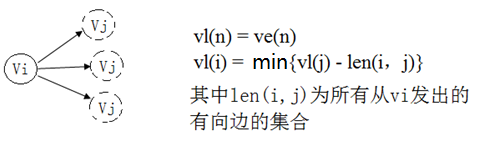 Vj
vl(n) = ve(n)
Vi
Vj
vl(i) = min{vl(j) - len(i，j)}
其中len(i,j)为所有从vi发出的
有向边的集合
Vj